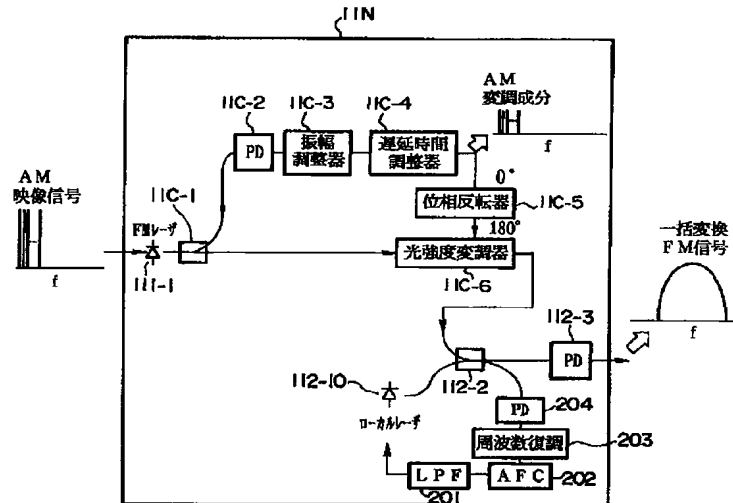 11N
11C-2
11C-3
11C-4
PD
振幅
調整器
遅延時間
調整器
AM
変調成分
f
0°
位相反転器
11C-5
180°
AM
映像信号
f
FMレーザ
11C-1
111-1
光強度変調器
11C-6
一括変換
FM信号
f
112-3
PD
112-2
112-10
ローカルレーザ
PD
204
周波数復調
203
LPF
201
AFC
202